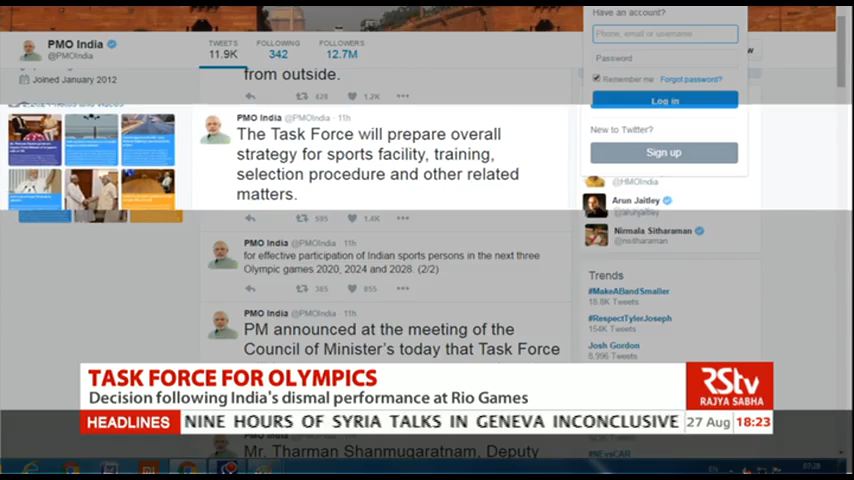 PMO India
@PMOIndia
Joined January 2012
TWEETS
11.9K
FOLLOWING
342
FOLLOWERS
12.7M
from outside.
428
1.2K
PMO India @PMOIndia · 11h
The Task Force will prepare overall
strategy for sports facility, training,
selection procedure and other related
matters.
595
1.4K
PMO India @PMOIndia · 11h
for effective participation of Indian sports persons in the next three
Olympic games 2020, 2024 and 2028. (2/2)
385
855
PMO India @PMOIndia · 11h
PM announced at the meeting of the
Council of Minister's today that Task Force
Mr. Tharman Shanmugaratnam, Deputy
Have an account?
Phone, email or username
Password
Remember me · Forgot password?
Log in
New to Twitter?
Sign up
@HMOIndia
Arun Jaitley
@arunjaitley
Nirmala Sitharaman
@nsitharaman
Trends
#MakeABandSmaller
18.8K Tweets
#RespectTylerJoseph
154K Tweets
Josh Gordon
8,996 Tweets
#NEvsCAR
TASK FORCE FOR OLYMPICS
Decision following India's dismal performance at Rio Games
RStv
RAJYA SABHA
HEADLINES
NINE HOURS OF SYRIA TALKS IN GENEVA INCONCLUSIVE
27 Aug
18:23
EN
07:28